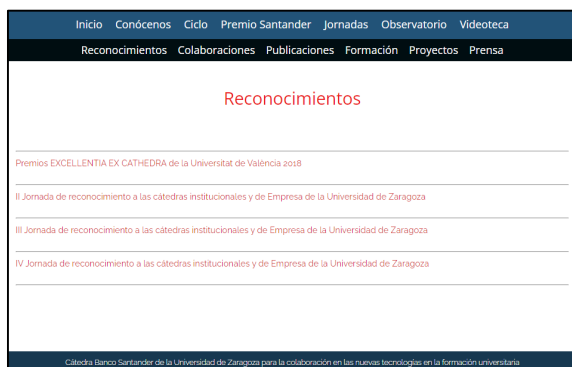 Inicio Conócenos Ciclo Premio Santander Jornadas Observatorio Videoteca
Reconocimientos Colaboraciones Publicaciones Formación Proyectos Prensa
Reconocimientos
Premios EXCELLENTIA EX CATHEDRA de la Universitat de València 2018
II Jornada de reconocimiento a las cátedras institucionales y de Empresa de la Universidad de Zaragoza
III Jornada de reconocimiento a las cátedras institucionales y de Empresa de la Universidad de Zaragoza
IV Jornada de reconocimiento a las cátedras institucionales y de Empresa de la Universidad de Zaragoza
Cátedra Banco Santander de la Universidad de Zaragoza para la colaboración en las nuevas tecnologías en la formación universitaria